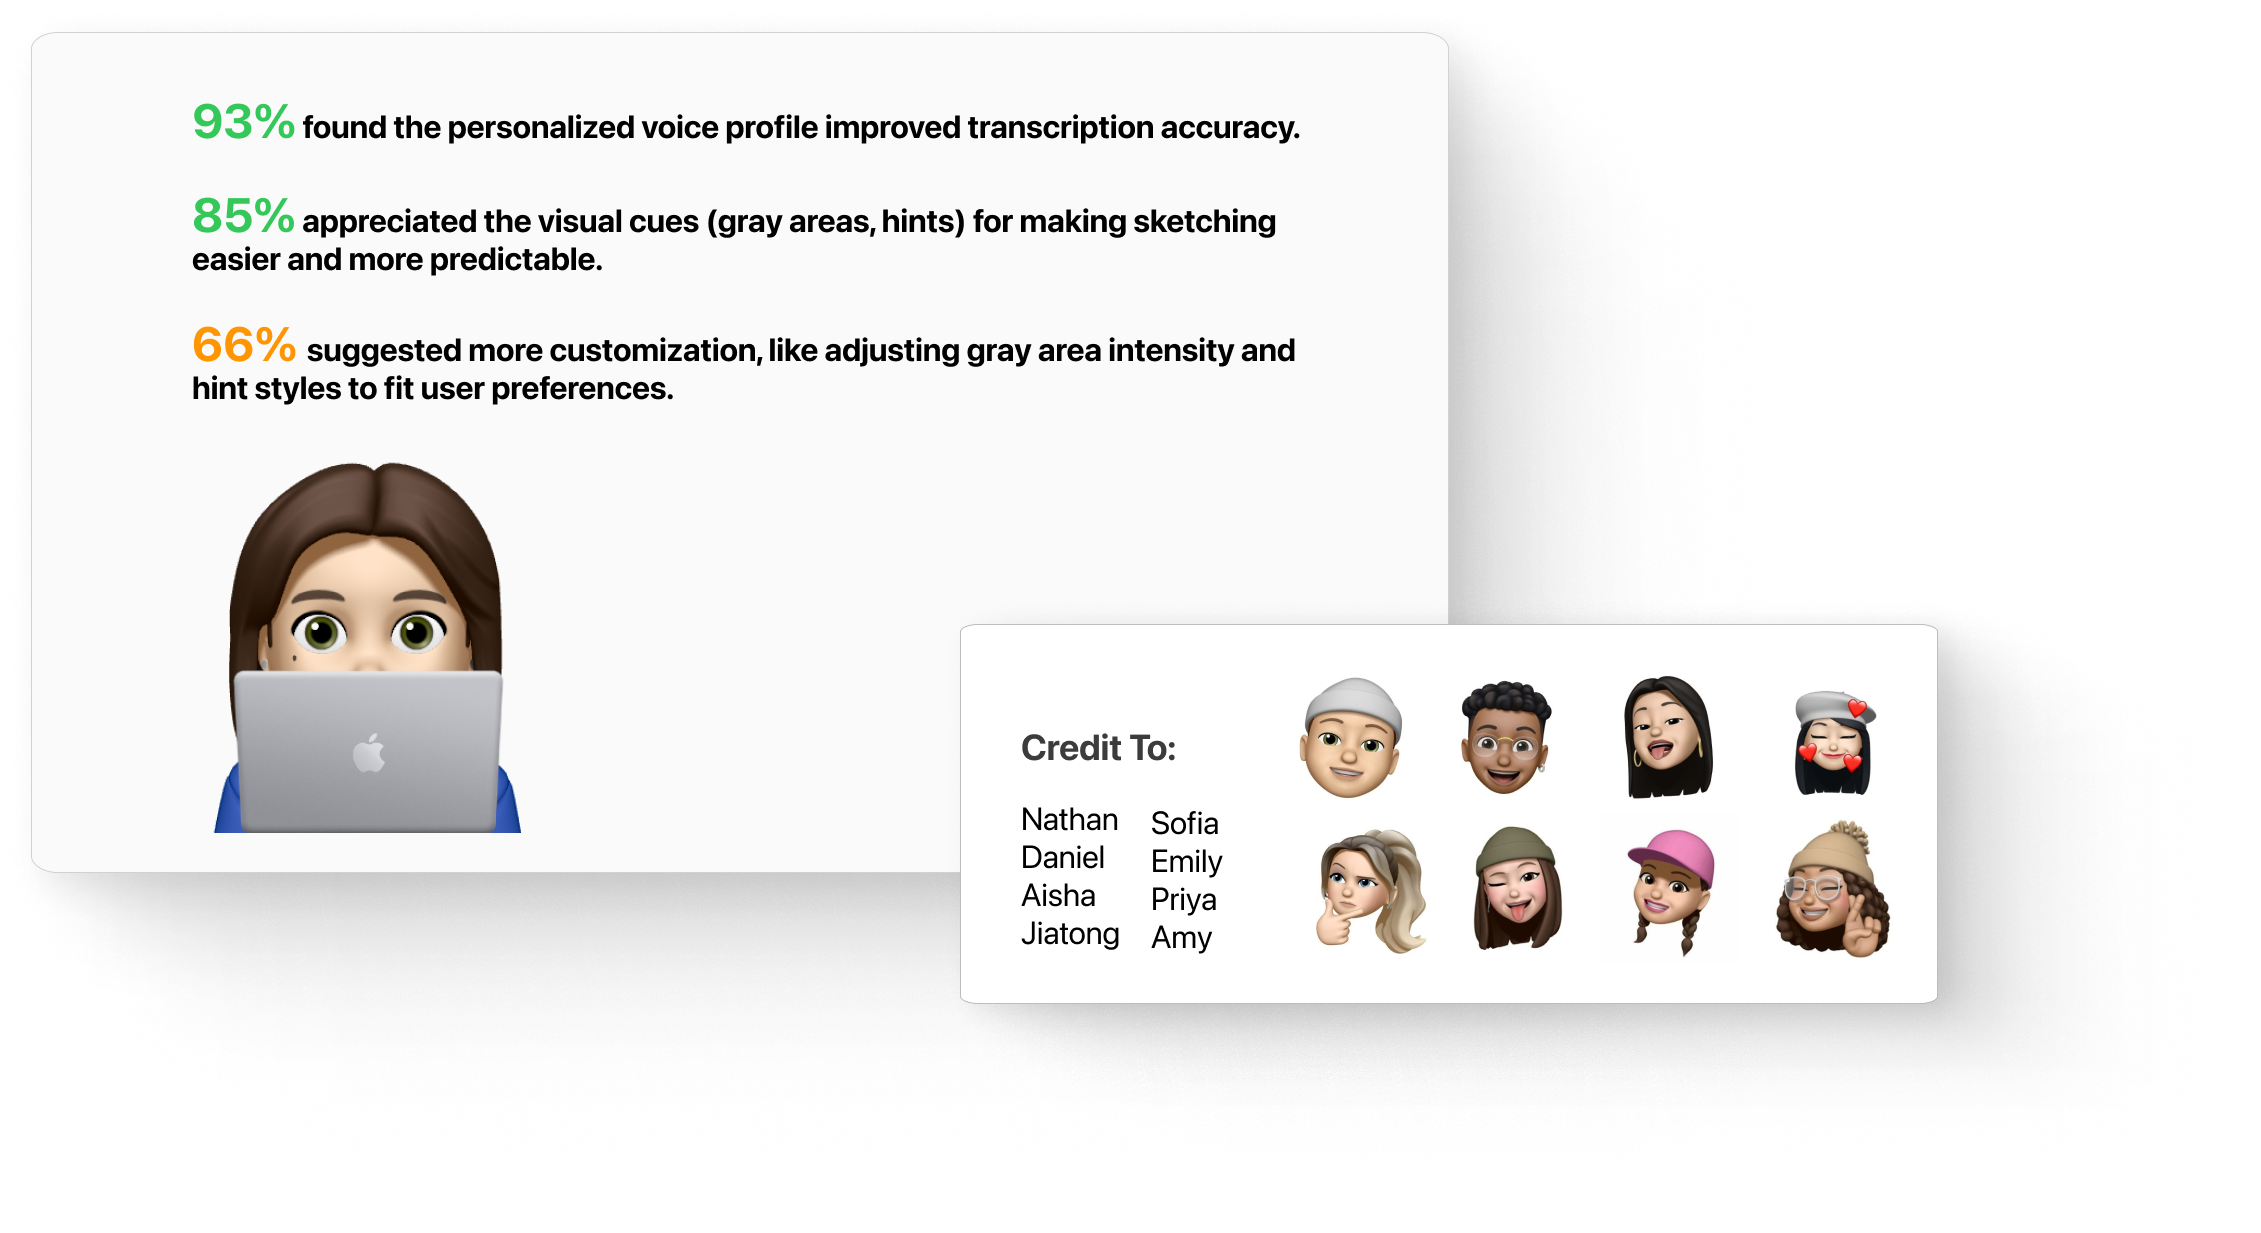 93% found the personalized voice profile improved transcription accuracy.
85% appreciated the visual cues (gray areas, hints) for making sketching
easier and more predictable.
66% suggested more customization, like adjusting gray area intensity and
hint styles to fit user preferences.
Credit To:
Nathan
Daniel
Aisha
Jiatong
Sofia
Emily
Priya
Amy